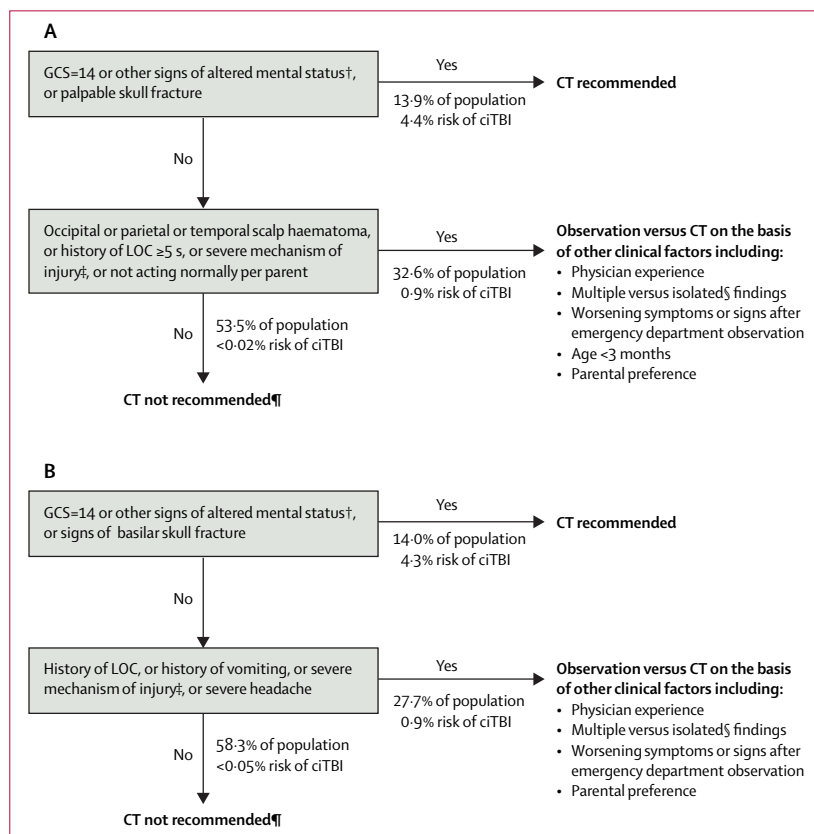 A
GCS=14 or other signs of altered mental status†,
or palpable skull fracture
Yes
13·9% of population
4·4% risk of ciTBI
CT recommended
No
Occipital or parietal or temporal scalp haematoma,
or history of LOC ≥5 s, or severe mechanism of
injury‡, or not acting normally per parent
Yes
32·6% of population
0·9% risk of ciTBI
Observation versus CT on the basis
of other clinical factors including:
• Physician experience
• Multiple versus isolated§ findings
• Worsening symptoms or signs after
emergency department observation
• Age <3 months
• Parental preference
No
53·5% of population
<0·02% risk of ciTBI
CT not recommended¶
B
GCS=14 or other signs of altered mental status†,
or signs of basilar skull fracture
Yes
14·0% of population
4·3% risk of ciTBI
CT recommended
No
History of LOC, or history of vomiting, or severe
mechanism of injury‡, or severe headache
Yes
27·7% of population
0·9% risk of ciTBI
Observation versus CT on the basis
of other clinical factors including:
• Physician experience
• Multiple versus isolated§ findings
• Worsening symptoms or signs after
emergency department observation
• Parental preference
No
58·3% of population
<0·05% risk of ciTBI
CT not recommended¶